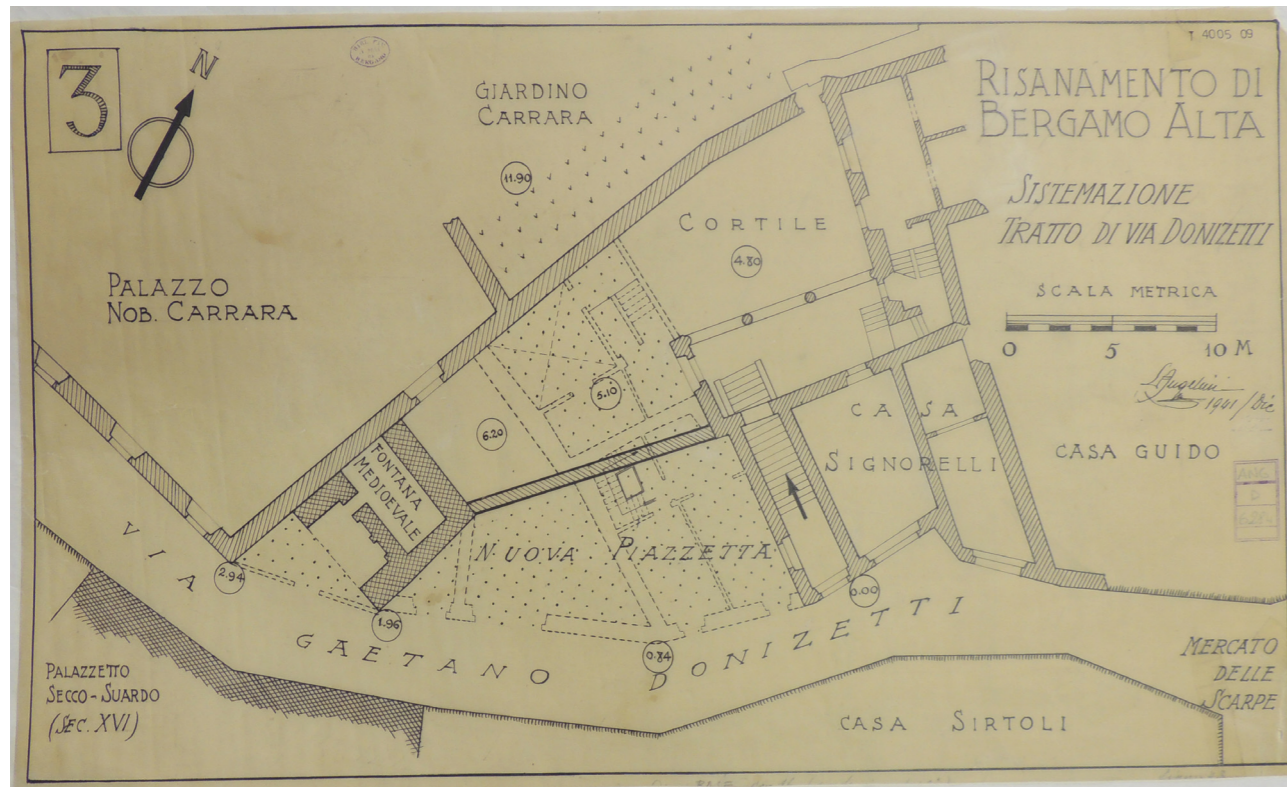 3
N
T 4005 09
GIARDINO
CARRARA
11.90
RISANAMENTO DI
BERGAMO ALTA
SISTEMAZIONE
TRATTO DI VIA DONIZETTI
SCALA METRICA
0 5 10 M
1941
CORTILE
4.80
PALAZZO
NOB. CARRARA
5.10
6.20
FONTANA
MEDIOEVALE
CASA
SIGNORELLI
CASA GUIDO
NUOVA PIAZZETTA
VIA
GAETANO DONIZETTI
2.94
1.96
0.84
0.00
PALAZZETTO
SECCO-SUARDO
(SEC. XVI)
CASA SIRTOLI
MERCATO
DELLE
SCARPE